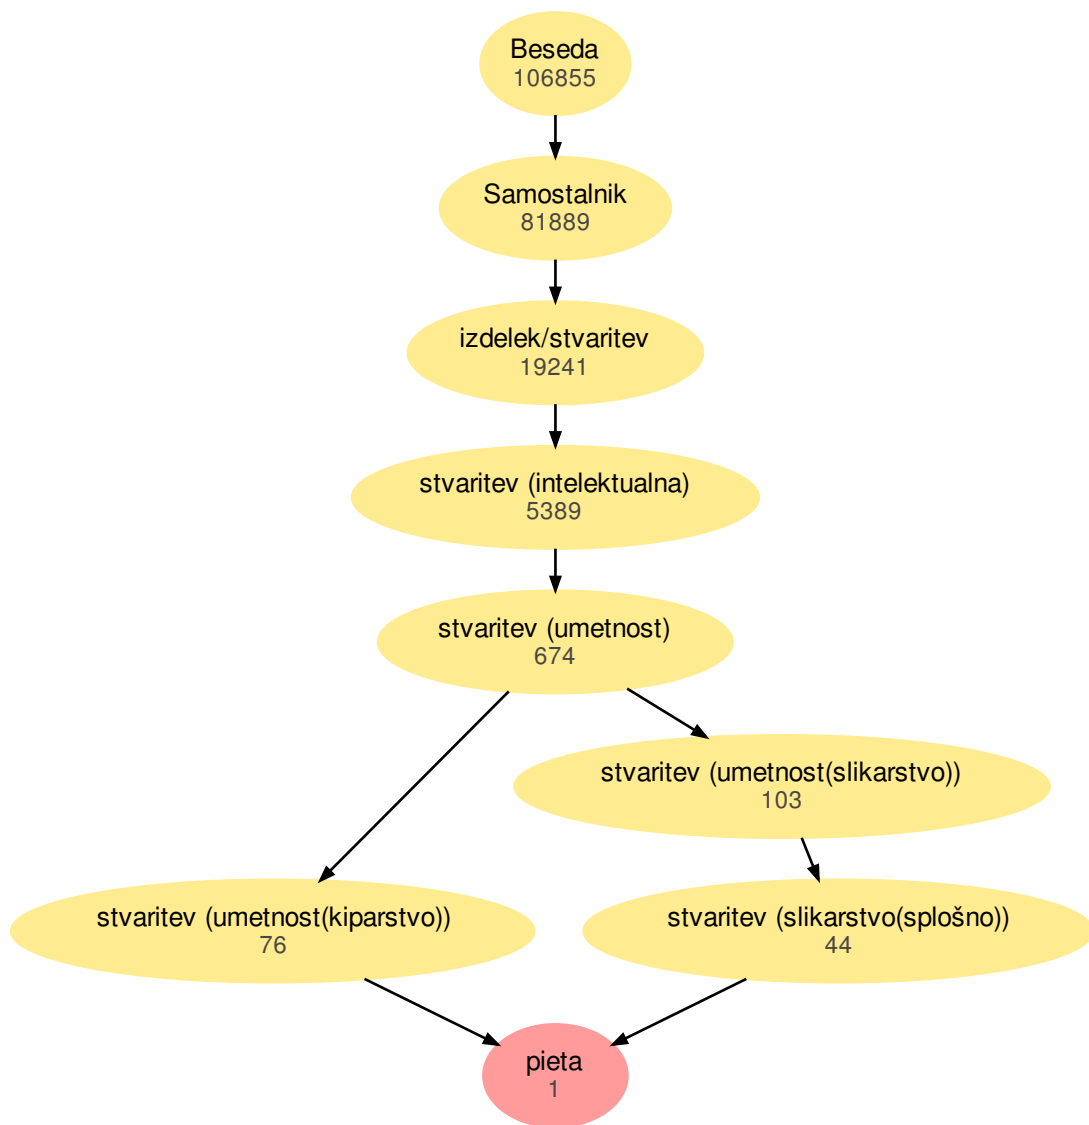 Beseda
106855
Samostalnik
81889
izdelek/stvaritev
19241
stvaritev (intelektualna)
5389
stvaritev (umetnost)
674
stvaritev (umetnost(slikarstvo))
103
stvaritev (umetnost(kiparstvo))
76
stvaritev (slikarstvo(splošno))
44
pieta
1